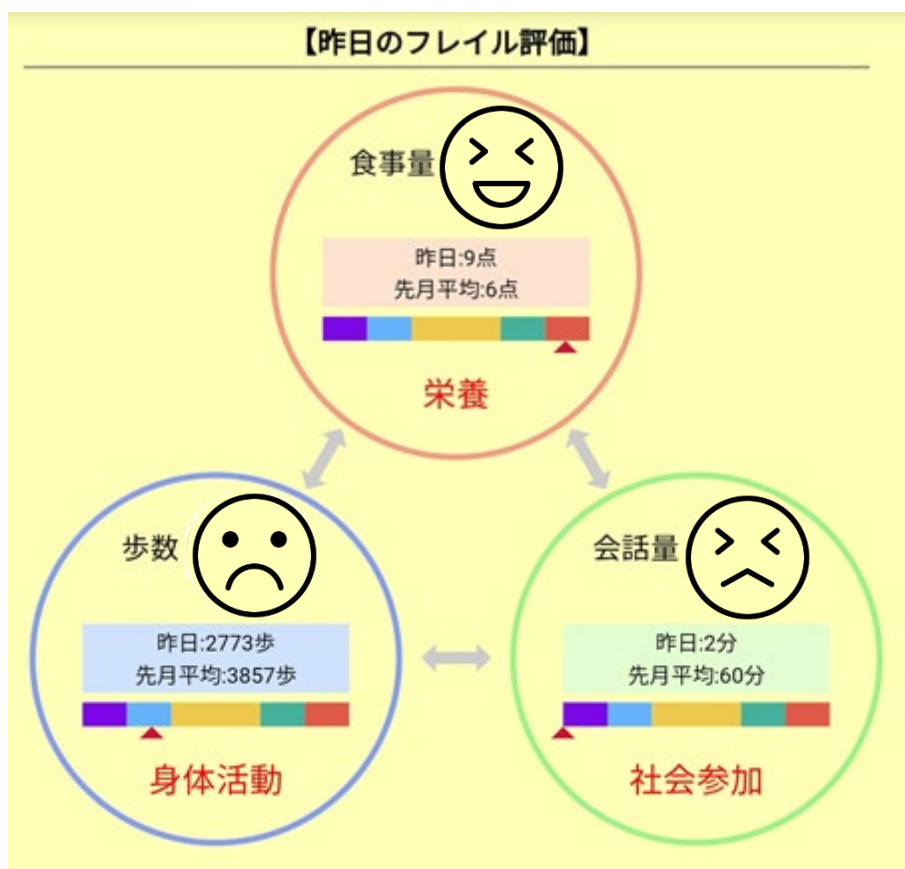 【昨日のフレイル評価】
食事量
昨日:9点
先月平均:6点
栄養
歩数
昨日:2773歩
先月平均:3857歩
身体活動
会話量
昨日:2分
先月平均:60分
社会参加